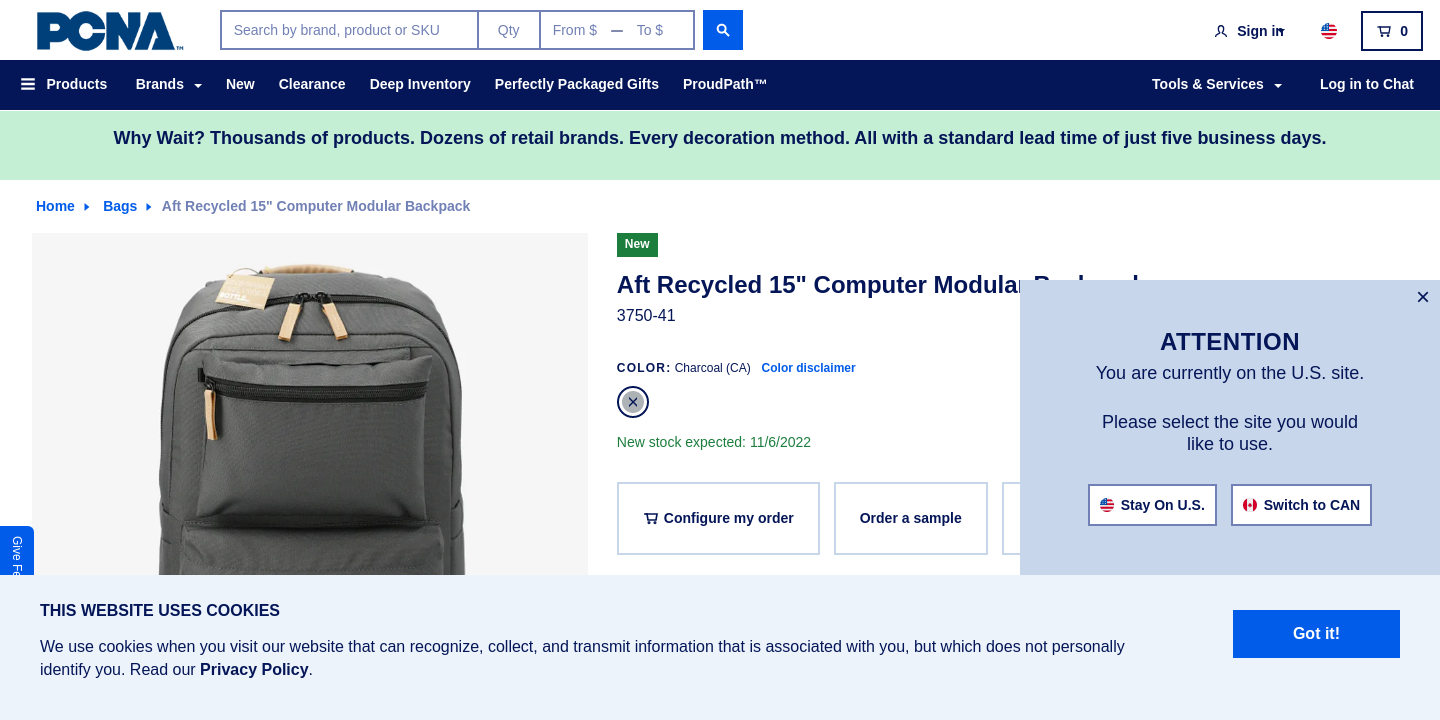 PCNA™
Search by brand, product or SKU
Qty
From $ — To $
Sign in
0
Products
Brands
New
Clearance
Deep Inventory
Perfectly Packaged Gifts
ProudPath™
Tools & Services
Log in to Chat
Why Wait? Thousands of products. Dozens of retail brands. Every decoration method. All with a standard lead time of just five business days.
Home
Bags
Aft Recycled 15" Computer Modular Backpack
New
Aft Recycled 15" Computer Modular Backpack
3750-41
COLOR: Charcoal (CA) Color disclaimer
New stock expected: 11/6/2022
Configure my order
Order a sample
×
ATTENTION
You are currently on the U.S. site.
Please select the site you would
like to use.
Stay On U.S.
Switch to CAN
Give Fe
THIS WEBSITE USES COOKIES
We use cookies when you visit our website that can recognize, collect, and transmit information that is associated with you, but which does not personally
identify you. Read our Privacy Policy.
Got it!